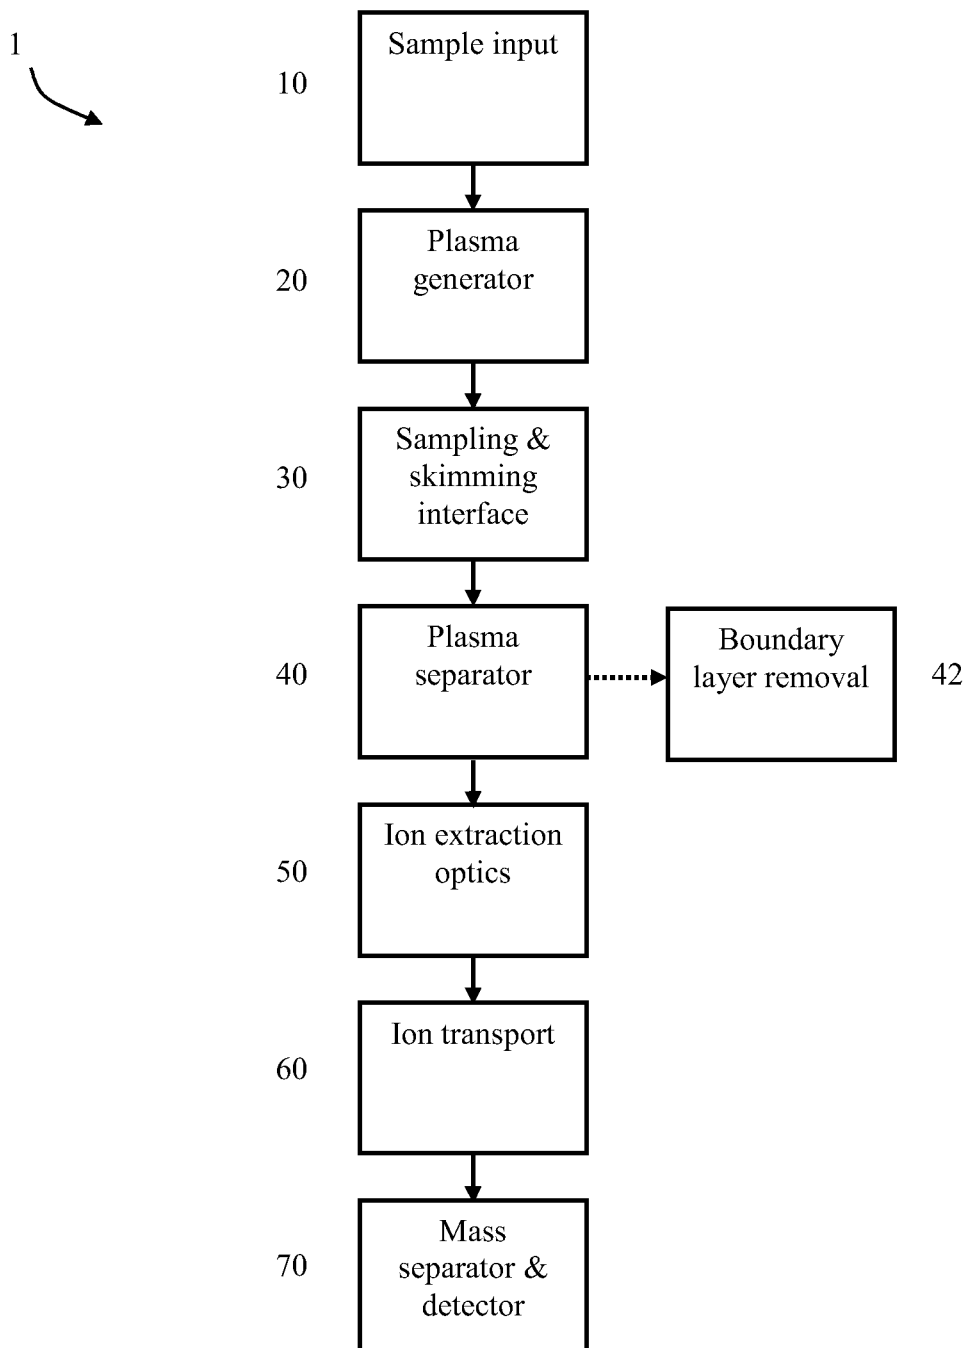 1
Sample input
10
Plasma
generator
20
Sampling &
skimming
interface
30
Plasma
separator
40
Boundary
layer removal
42
Ion extraction
optics
50
Ion transport
60
Mass
separator &
detector
70